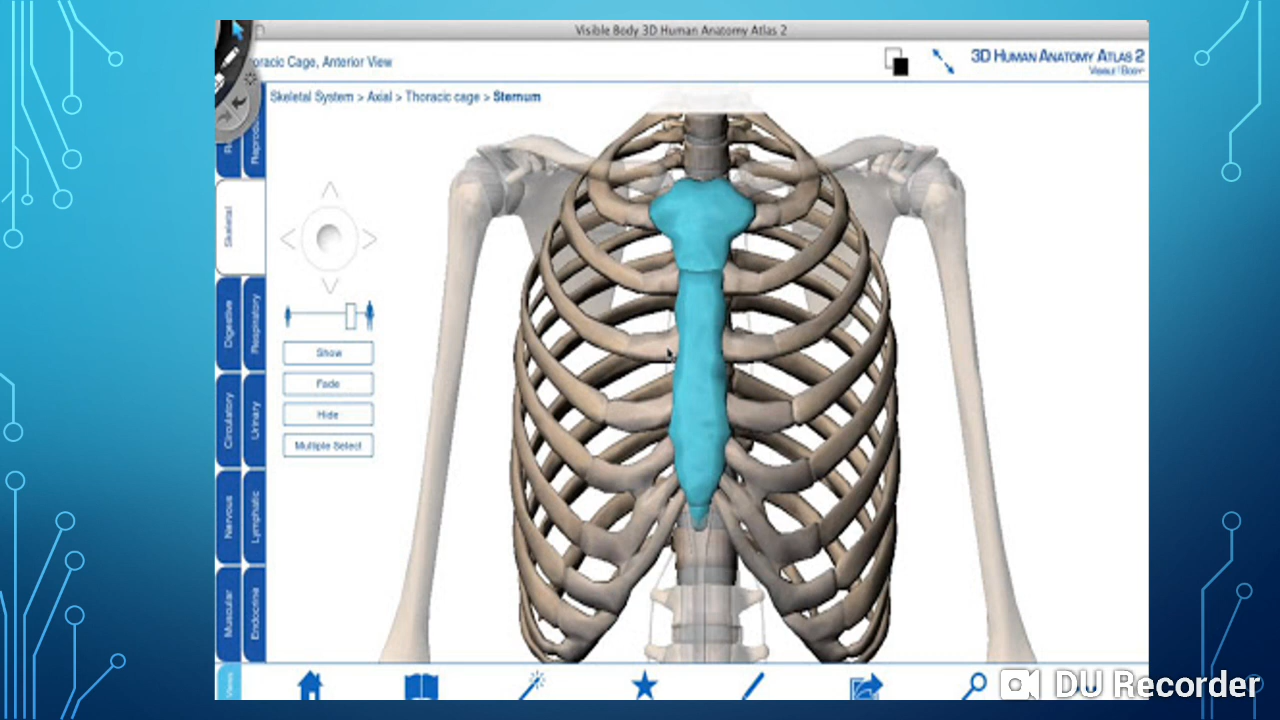 Visible Body 3D Human Anatomy Atlas 2
oracic Cage, Anterior View
3D HUMAN ANATOMY ATLAS 2
VISIBLE BODY
Skeletal System > Axial > Thoracic cage > Sternum
Reprodu
Skeletal
Digestive
Respiratory
Circulatory
Urinary
Nervous
Lymphatic
Muscular
Endocrine
Views
Show
Fade
Hide
Multiple Select
DU Recorder